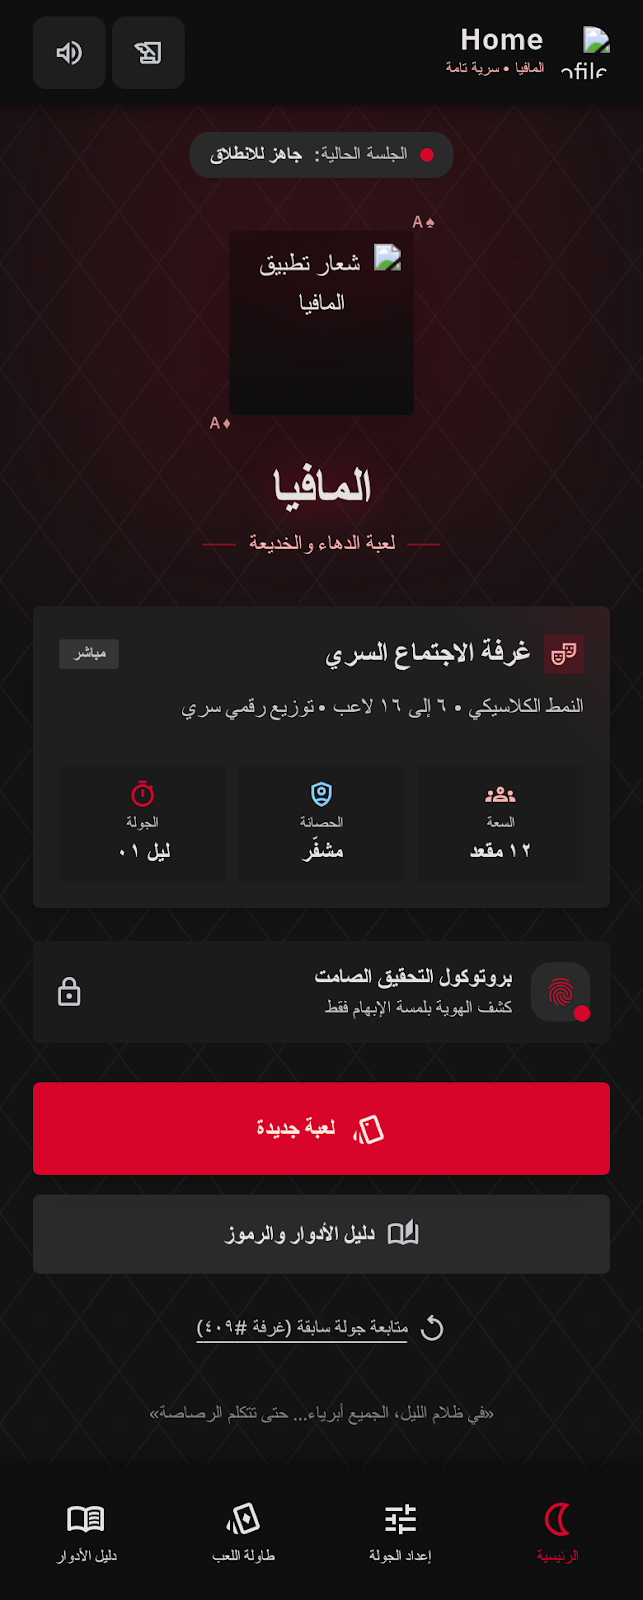 Home
المافيا • سرية تامة
الجلسة الحالية: جاهز للانطلاق
A♠
شعار تطبيق
المافيا
A♦
المافيا
لعبة الدهاء والخديعة
غرفة الاجتماع السري
مباشر
النمط الكلاسيكي • ٦ إلى ١٦ لاعب • توزيع رقمي سري
السعة
١٢ مقعد
الحصانة
مشفّر
الجولة
ليل ٠١
بروتوكول التحقيق الصامت
كشف الهوية بلمسة الإبهام فقط
لعبة جديدة
دليل الأدوار والرموز
متابعة جولة سابقة (غرفة #٤٠٩)
«في ظلام الليل، الجميع أبرياء... حتى تتكلم الرصاصة»
الرئيسية
إعداد الجولة
طاولة اللعب
دليل الأدوار